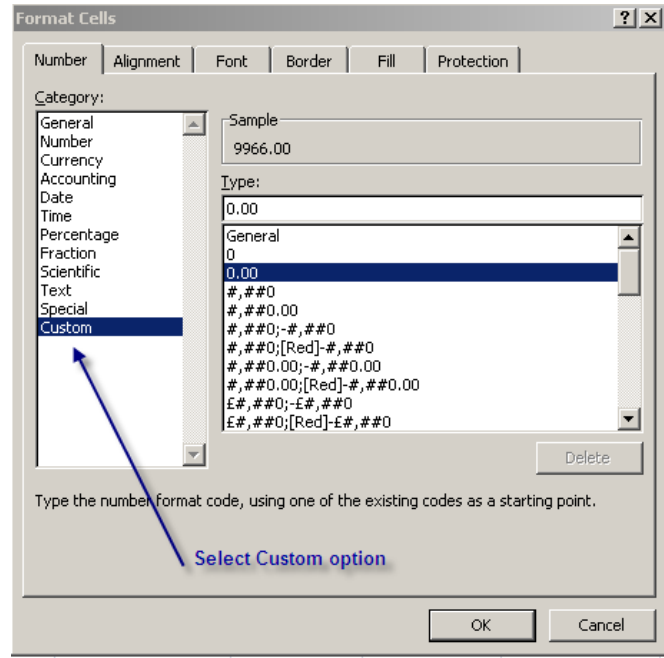 Format Cells
? X
Number Alignment Font Border Fill Protection
Category:
General
Number
Currency
Accounting
Date
Time
Percentage
Fraction
Scientific
Text
Special
Custom
Sample
9966.00
Type:
0.00
General
0
0.00
#,##0
#,##0.00
#,##0;-#,##0
#,##0;[Red]-#,##0
#,##0.00;-#,##0.00
#,##0.00;[Red]-#,##0.00
£#,##0;-£#,##0
£#,##0;[Red]-£#,##0
Delete
Type the number format code, using one of the existing codes as a starting point.
Select Custom option
OK Cancel